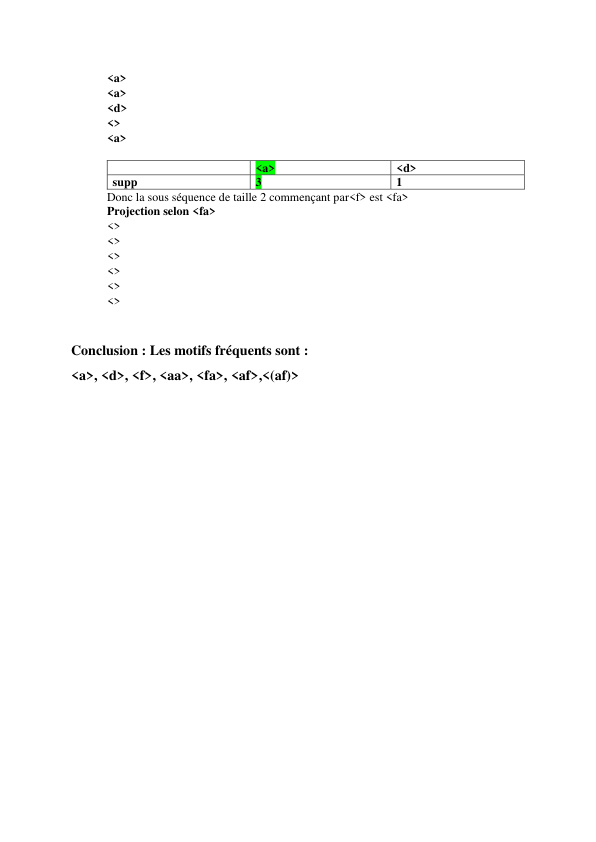 <a>
<a>
<d>
<>
<a>
<a> <d>
supp 3 1
Donc la sous séquence de taille 2 commençant par<f> est <fa>
Projection selon <fa>
<>
<>
<>
<>
<>
<>
Conclusion : Les motifs fréquents sont :
<a>, <d>, <f>, <aa>, <fa>, <af>,<(af)>